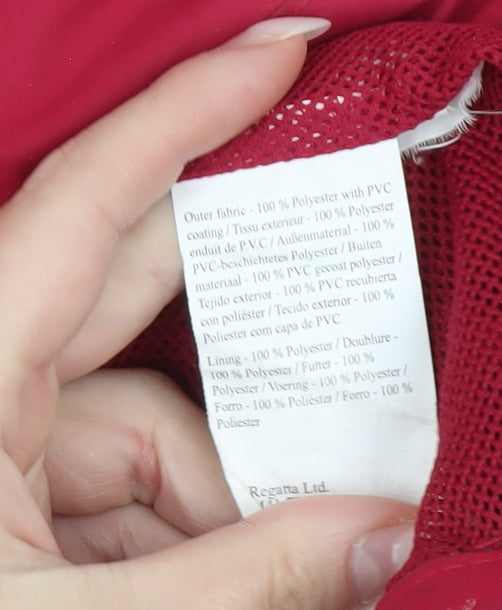 Outer fabric - 100 % Polyester with PVC
coating / Tissu exterieur - 100 % Polyester
enduit de P.V.C / Außenmaterial - 100 %
PVC-beschichtetes Polyester / Buiten
materiaal - 100 % PVC gecoat polyester /
Tejido exterior - 100 % PVC recubierta
con poliéster / Tecido exterior - 100 %
Poliester com capa de PVC
Lining - 100 % Polyester / Doublure -
100 % Polyester / Futter - 100 %
Polyester / Voering - 100 % Polyester /
Forro - 100 % Poliéster / Forro - 100 %
Poliester
Regatta Ltd.